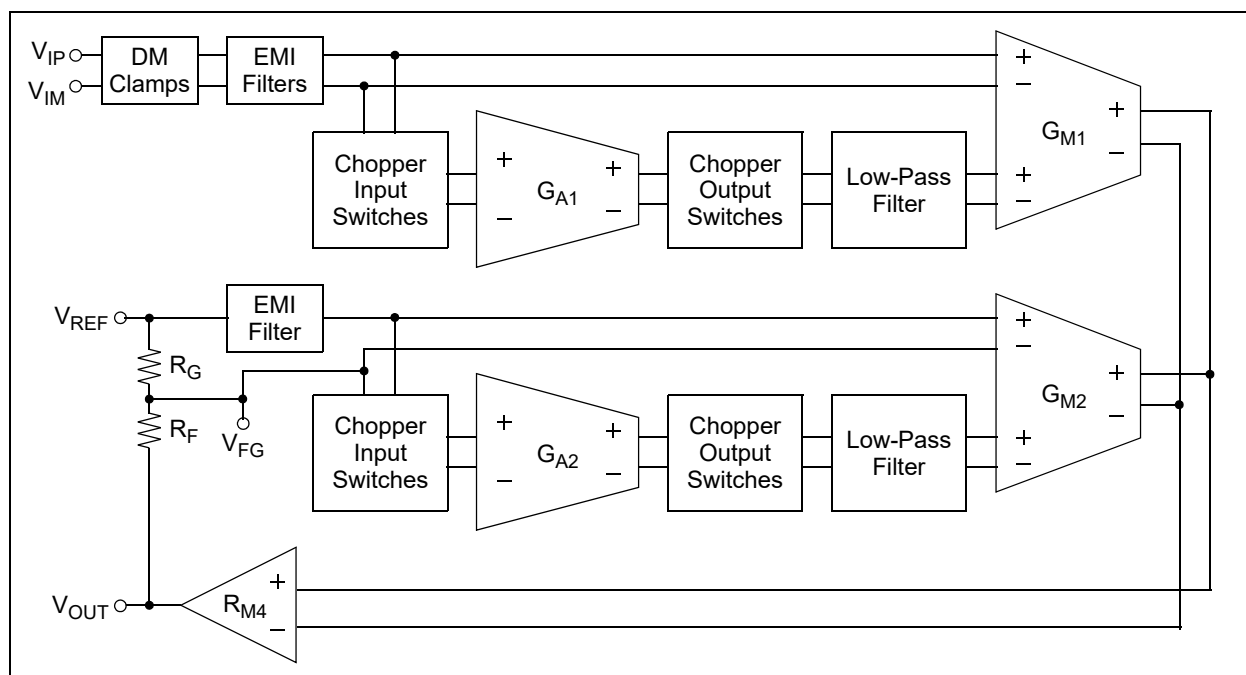 V_IP
V_IM
DM
Clamps
EMI
Filters
+
−
+
−
G_M1
+
−
Chopper
Input
Switches
+
−
G_A1
+
−
Chopper
Output
Switches
Low-Pass
Filter
+
−
V_REF
EMI
Filter
R_G
R_F
V_FG
+
−
+
−
G_M2
+
−
Chopper
Input
Switches
+
−
G_A2
+
−
Chopper
Output
Switches
Low-Pass
Filter
V_OUT
R_M4
+
−